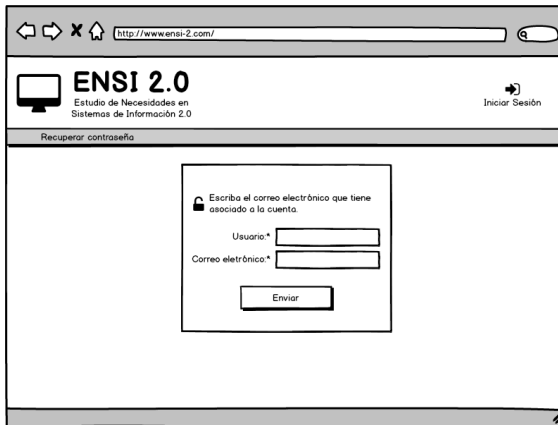 http://www.ensi-2.com/
ENSI 2.0
Estudio de Necesidades en
Sistemas de Información 2.0
Iniciar Sesión
Recuperar contraseña
Escriba el correo electrónico que tiene
asociado a la cuenta.
Usuario:*
Correo eletrónico:*
Enviar